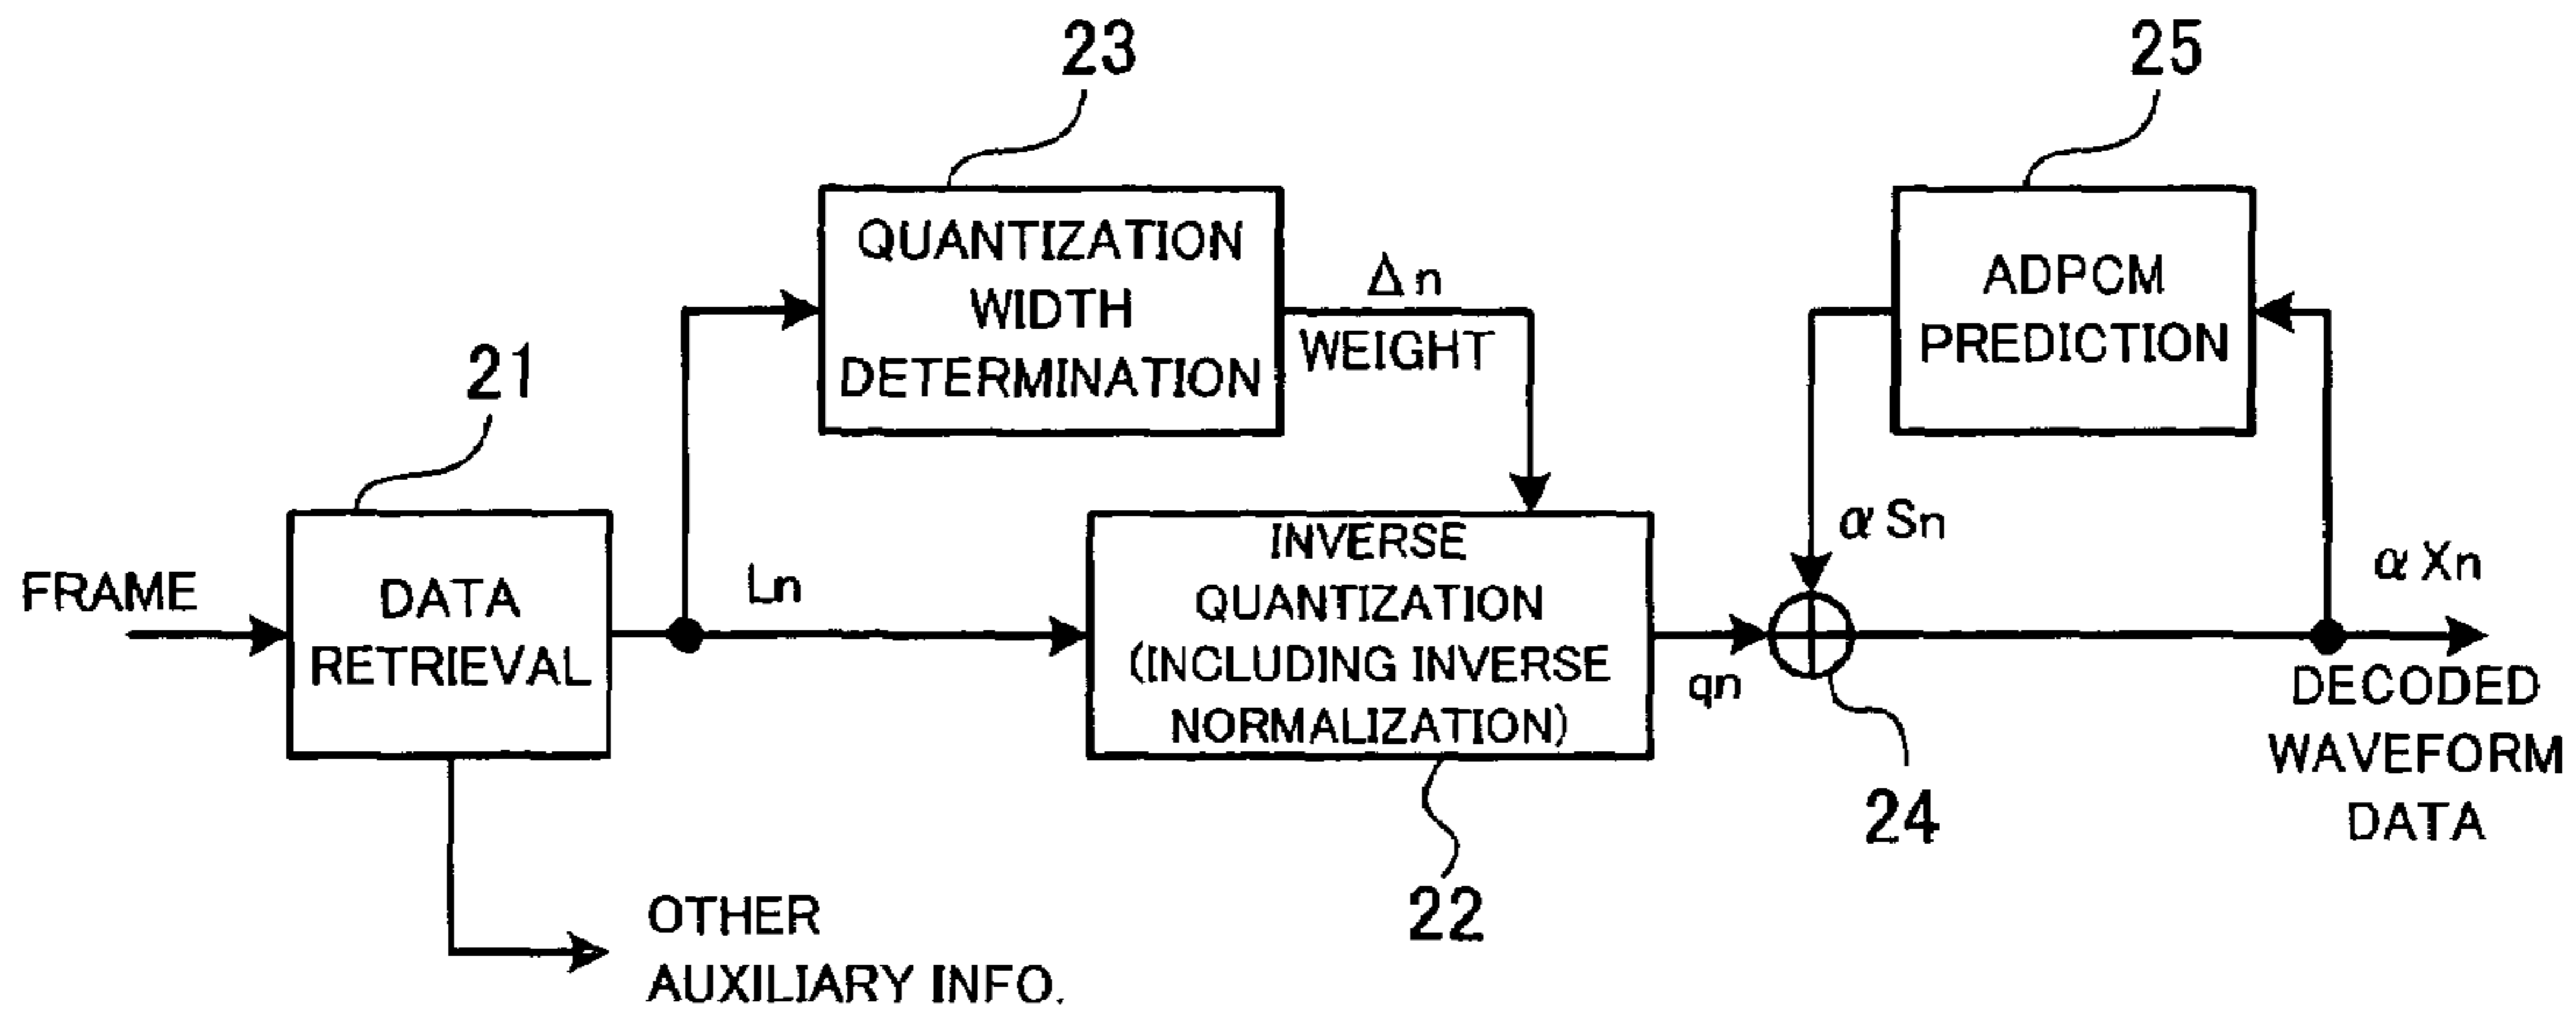 23
25
QUANTIZATION
WIDTH
DETERMINATION
Δn
WEIGHT
ADPCM
PREDICTION
21
FRAME
DATA
RETRIEVAL
Ln
INVERSE
QUANTIZATION
(INCLUDING INVERSE
NORMALIZATION)
αSn
qn
αXn
DECODED
WAVEFORM
DATA
24
22
OTHER
AUXILIARY INFO.